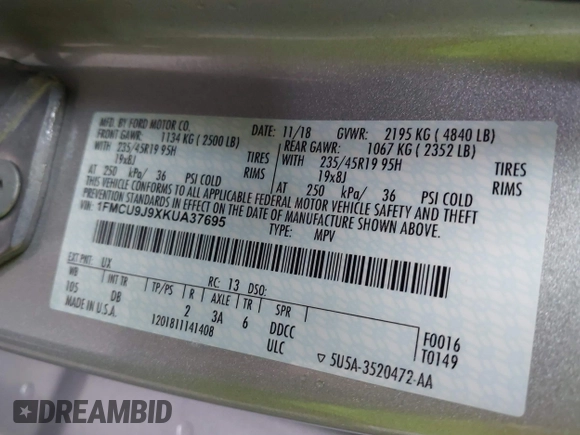 MFD. BY FORD MOTOR CO.
DATE: 11/18 GVWR: 2195 KG ( 4840 LB)
FRONT GAWR: 1134 KG ( 2500 LB)
REAR GAWR: 1067 KG ( 2352 LB)
WITH 235/45R19 95H TIRES
WITH 235/45R19 95H TIRES
19x8J RIMS
19x8J RIMS
AT 250 kPa/ 36 PSI COLD
AT 250 kPa/ 36 PSI COLD
THIS VEHICLE CONFORMS TO ALL APPLICABLE FEDERAL MOTOR VEHICLE SAFETY AND THEFT
PREVENTION STANDARDS IN EFFECT ON THE DATE OF MANUFACTURE SHOWN ABOVE.
VIN: 1FMCU9J9XKUA37695
TYPE: MPV
EXT PNT: UX RC: 13 DSO:
WB INT TR TP/PS R AXLE TR SPR
105 DB 2 3A 6 DDCC
MADE IN U.S.A. 1201811141408 ULC
F0016
T0149
5U5A-3520472-AA
DREAMBID